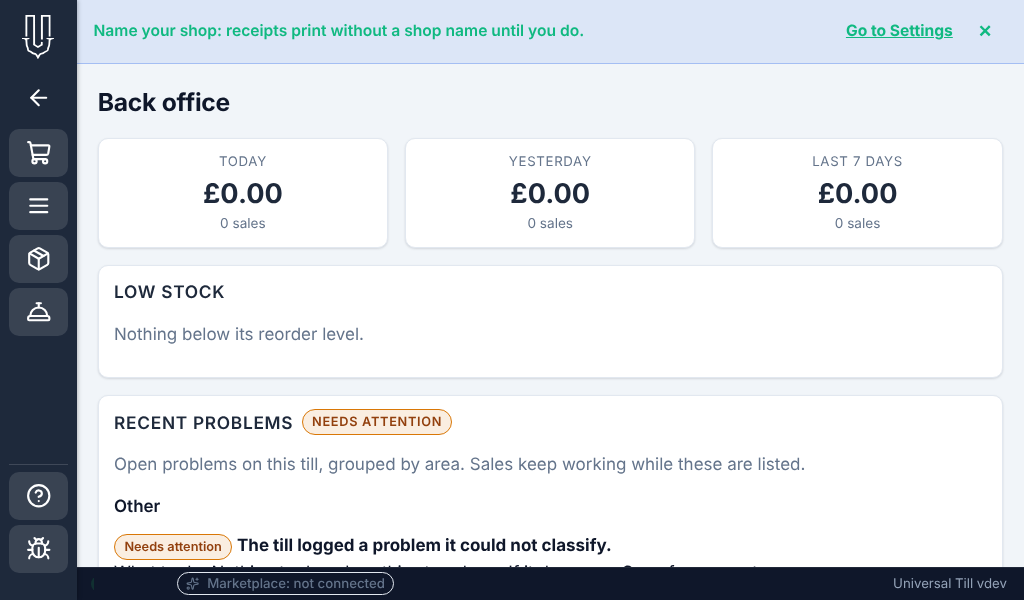 Name your shop: receipts print without a shop name until you do.
Go to Settings
Back office
TODAY
£0.00
0 sales
YESTERDAY
£0.00
0 sales
LAST 7 DAYS
£0.00
0 sales
LOW STOCK
Nothing below its reorder level.
RECENT PROBLEMS
NEEDS ATTENTION
Open problems on this till, grouped by area. Sales keep working while these are listed.
Other
Needs attention
The till logged a problem it could not classify.
Marketplace: not connected
Universal Till vdev